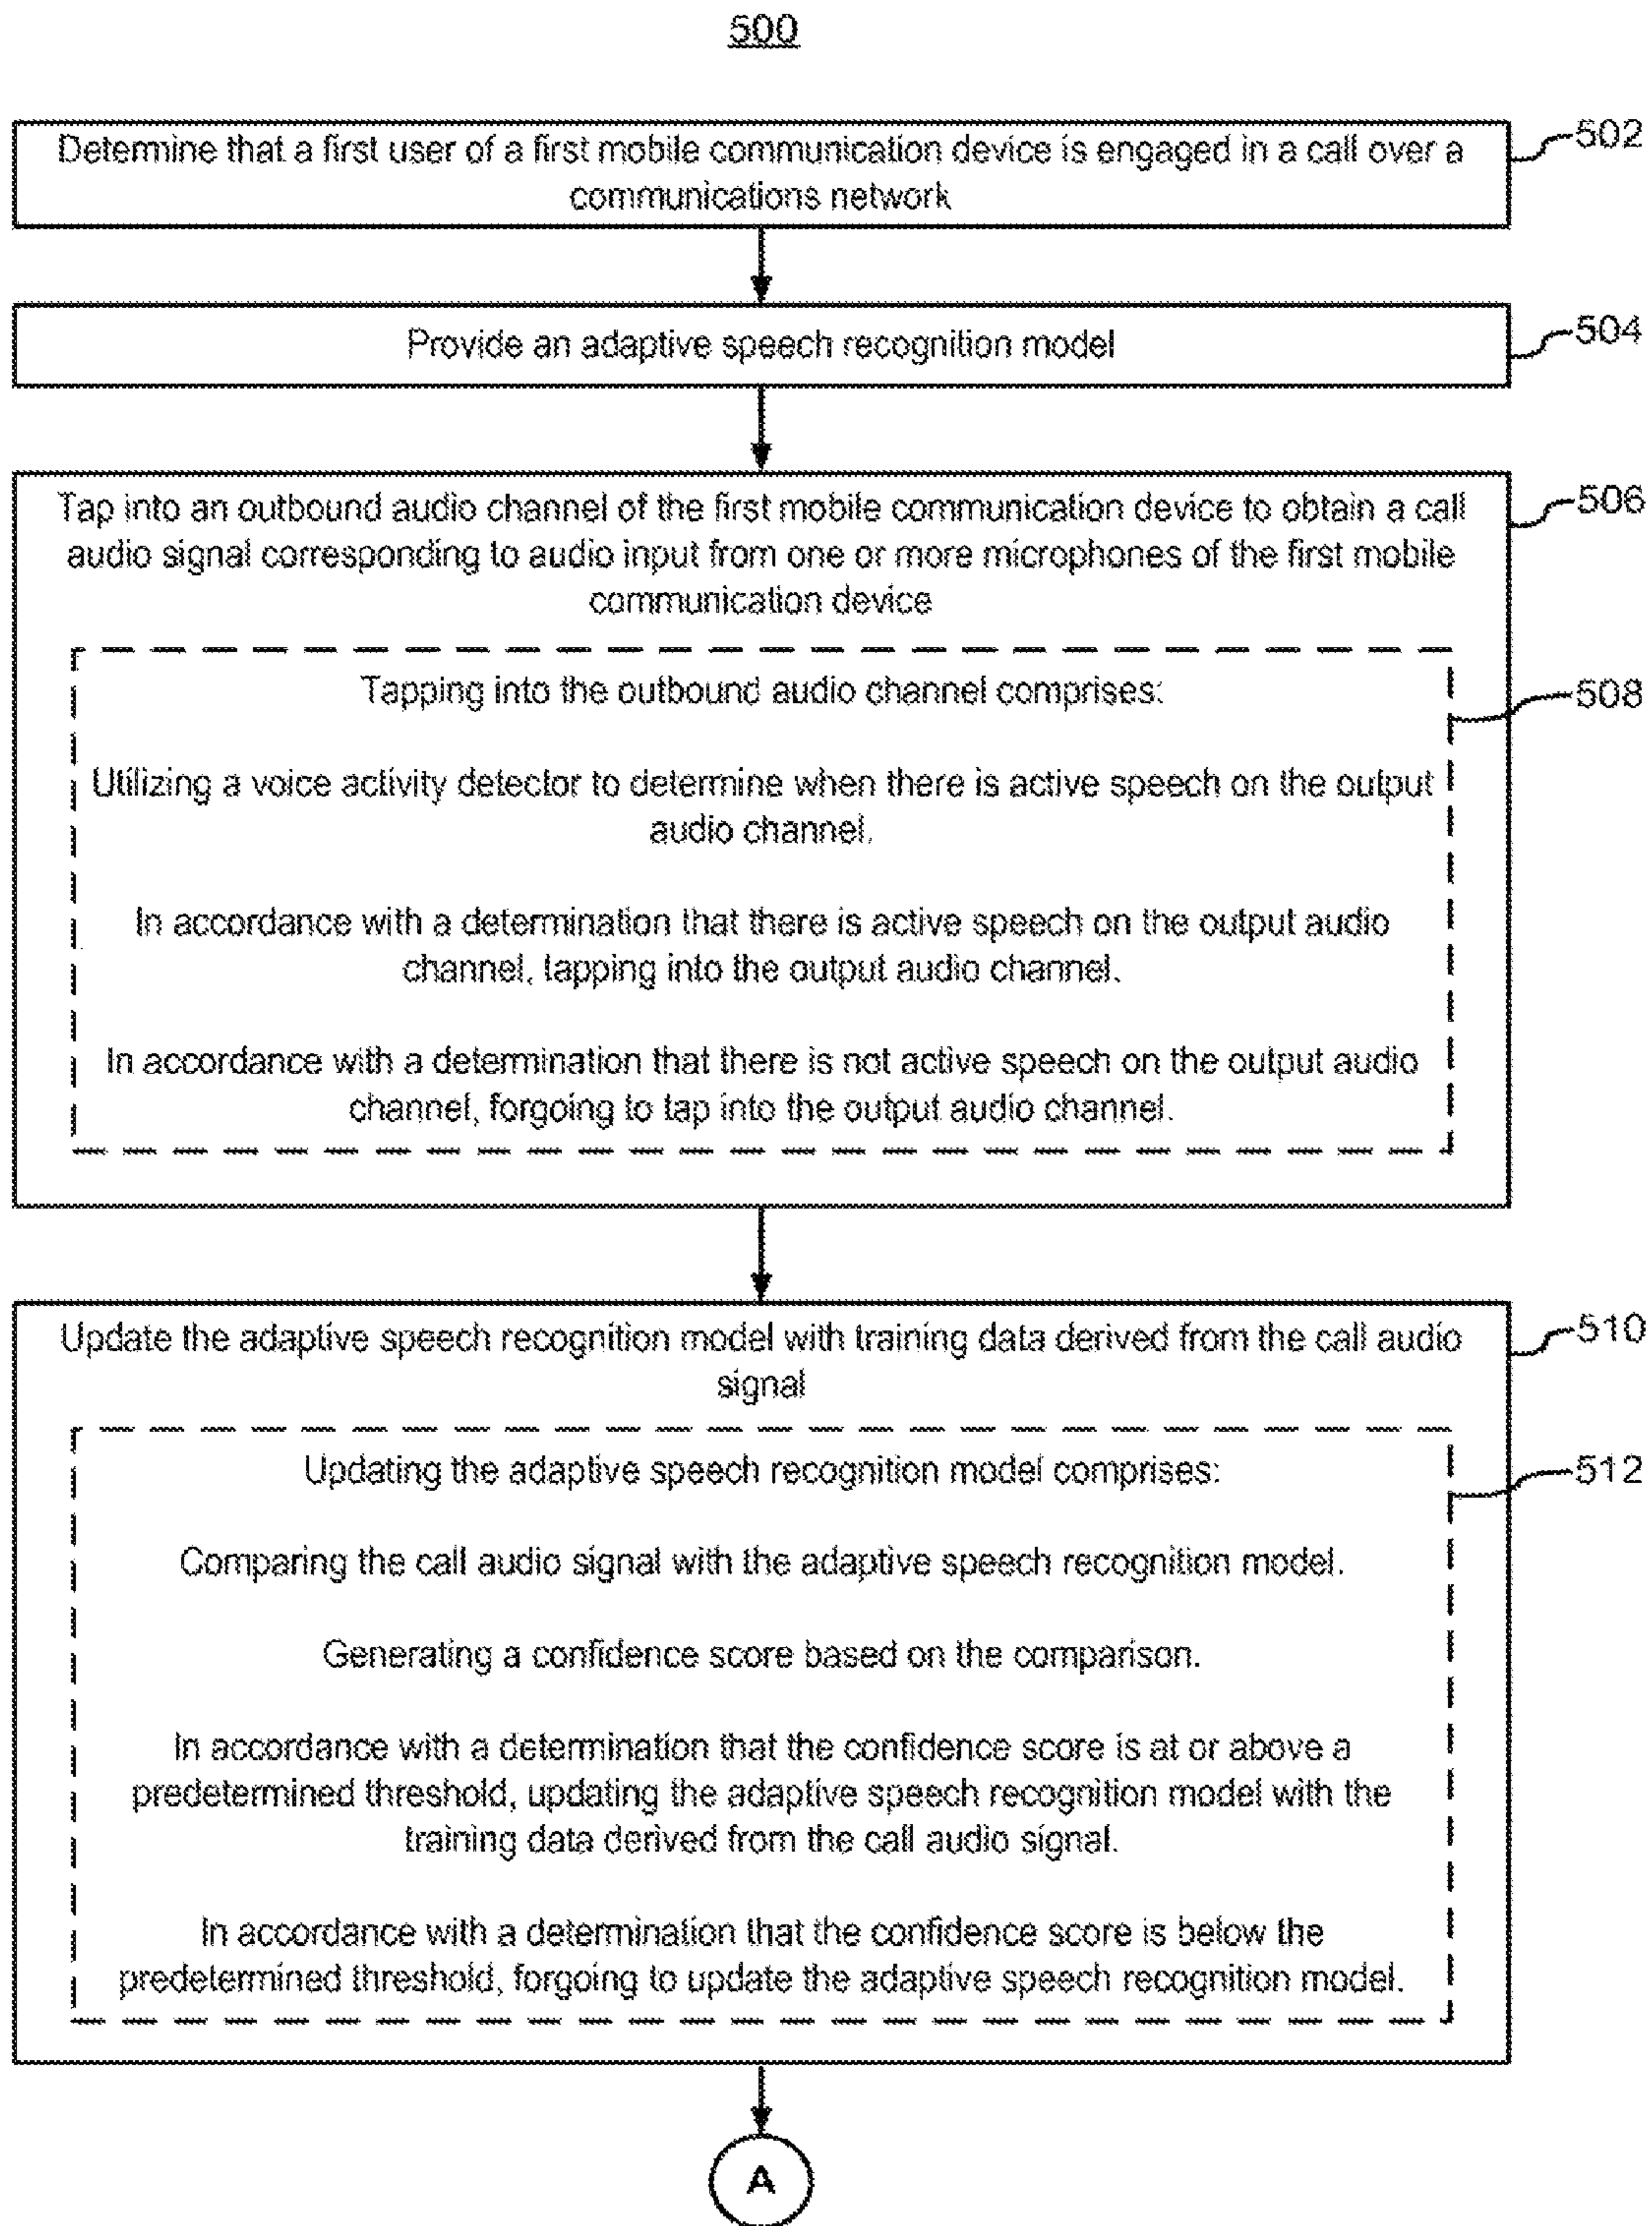 500
Determine that a first user of a first mobile communication device is engaged in a call over a
communications network
502
Provide an adaptive speech recognition model
504
Tap into an outbound audio channel of the first mobile communication device to obtain a call
audio signal corresponding to audio input from one or more microphones of the first mobile
communication device
506
Tapping into the outbound audio channel comprises:
508
Utilizing a voice activity detector to determine when there is active speech on the output
audio channel.
In accordance with a determination that there is active speech on the output audio
channel, tapping into the output audio channel.
In accordance with a determination that there is not active speech on the output audio
channel, forgoing to tap into the output audio channel.
Update the adaptive speech recognition model with training data derived from the call audio
signal
510
Updating the adaptive speech recognition model comprises:
512
Comparing the call audio signal with the adaptive speech recognition model.
Generating a confidence score based on the comparison.
In accordance with a determination that the confidence score is at or above a
predetermined threshold, updating the adaptive speech recognition model with the
training data derived from the call audio signal.
In accordance with a determination that the confidence score is below the
predetermined threshold, forgoing to update the adaptive speech recognition model.
A